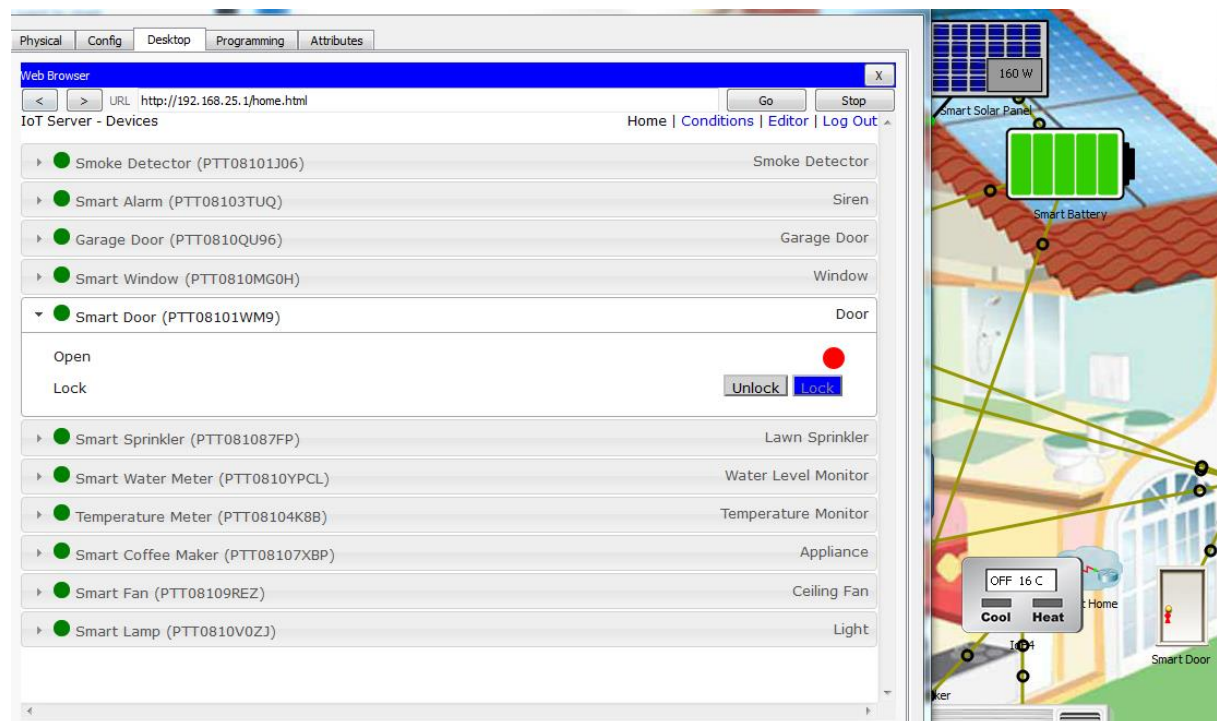 Physical Config Desktop Programming Attributes
Web Browser X
< > URL http://192.168.25.1/home.html Go Stop
IoT Server - Devices Home | Conditions | Editor | Log Out
Smoke Detector (PTT08101J06) Smoke Detector
Smart Alarm (PTT08103TUQ) Siren
Garage Door (PTT0810QU96) Garage Door
Smart Window (PTT0810MG0H) Window
Smart Door (PTT08101WM9) Door
Open
Lock Unlock Lock
Smart Sprinkler (PTT081087FP) Lawn Sprinkler
Smart Water Meter (PTT0810YPCL) Water Level Monitor
Temperature Meter (PTT08104K8B) Temperature Monitor
Smart Coffee Maker (PTT08107XBP) Appliance
Smart Fan (PTT08109REZ) Ceiling Fan
Smart Lamp (PTT0810V0ZJ) Light
160 W
Smart Solar Panel
Smart Battery
OFF 16 C
Cool Heat
Home
Smart Door